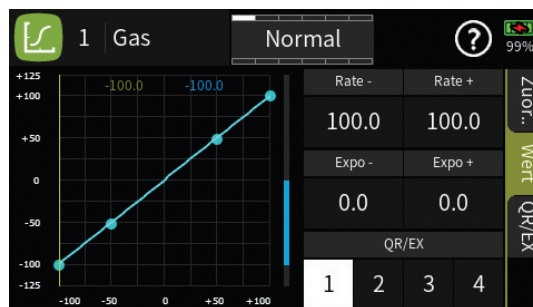 1 Gas Normal ? 99%
+125
+100
+50
0
-50
-100
-125
-100.0 -100.0
-100 -50 0 +50 +100
Rate - Rate +
100.0 100.0
Expo - Expo +
0.0 0.0
QR/EX
1 2 3 4
Zuor.
Wert
QR/EX